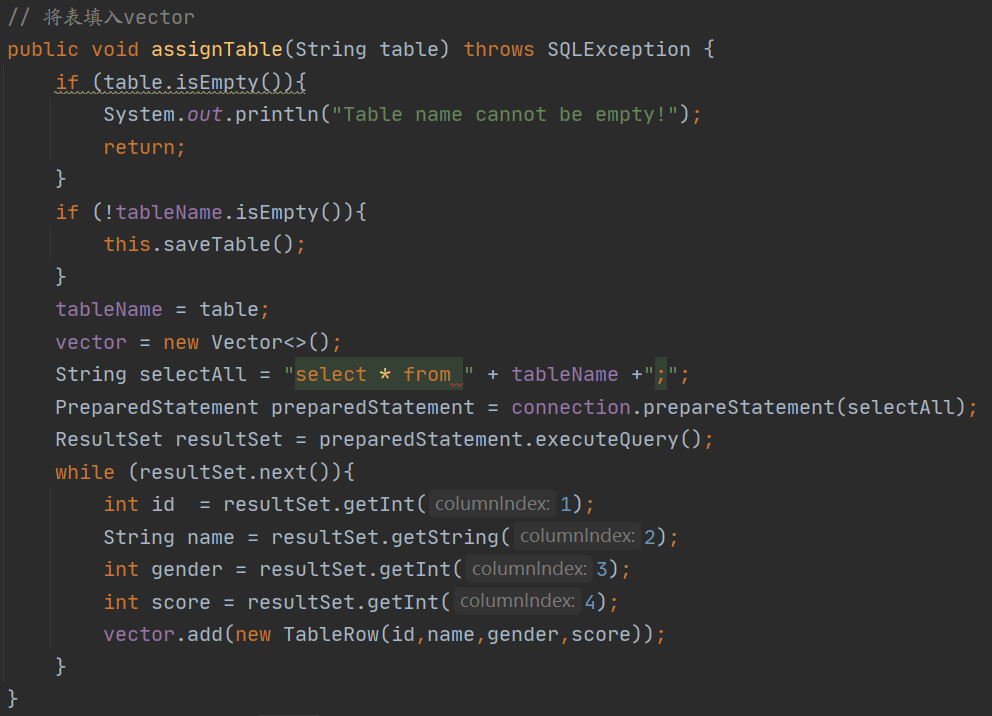 // 将表填入vector
public void assignTable(String table) throws SQLException {
if (table.isEmpty()){
System.out.println("Table name cannot be empty!");
return;
}
if (!tableName.isEmpty()){
this.saveTable();
}
tableName = table;
vector = new Vector<>();
String selectAll = "select * from " + tableName +";";
PreparedStatement preparedStatement = connection.prepareStatement(selectAll);
ResultSet resultSet = preparedStatement.executeQuery();
while (resultSet.next()){
int id  = resultSet.getInt( columnIndex: 1);
String name = resultSet.getString( columnIndex: 2);
int gender = resultSet.getInt( columnIndex: 3);
int score = resultSet.getInt( columnIndex: 4);
vector.add(new TableRow(id,name,gender,score));
}
}